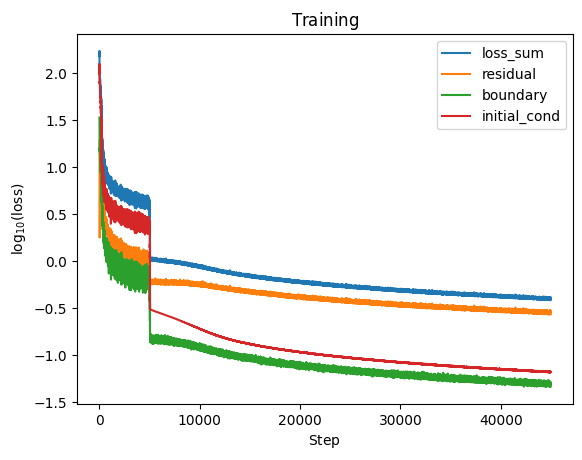 Training
log₁₀(loss)
2.0
1.5
1.0
0.5
0.0
−0.5
−1.0
−1.5
loss_sum
residual
boundary
initial_cond
0
10000
20000
30000
40000
Step